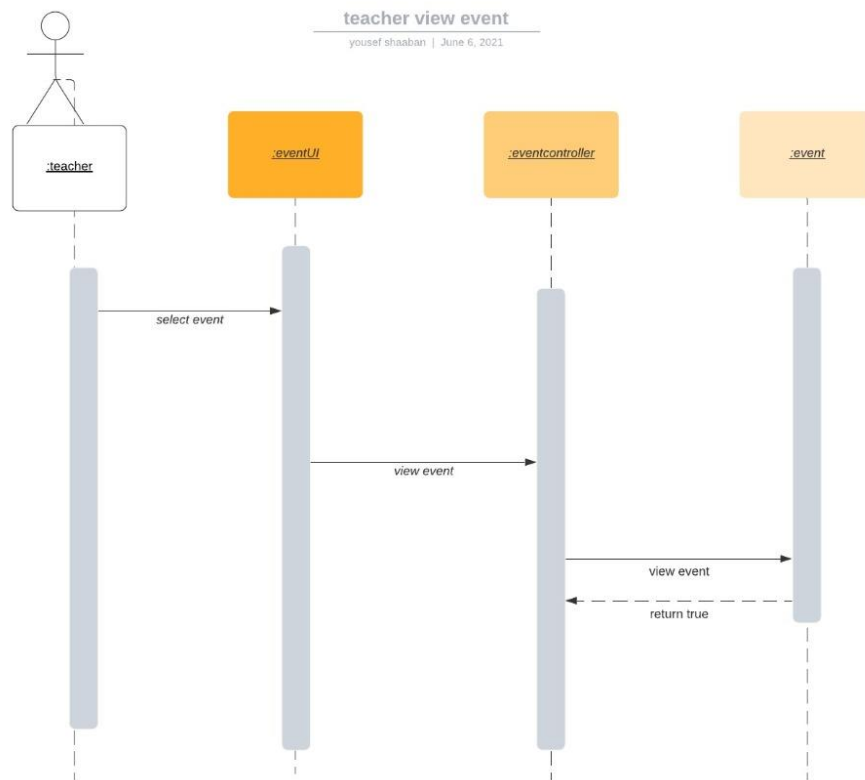 teacher view event
yousef shaaban | June 6, 2021
:teacher
:eventUI
:eventcontroller
:event
select event
view event
view event
return true